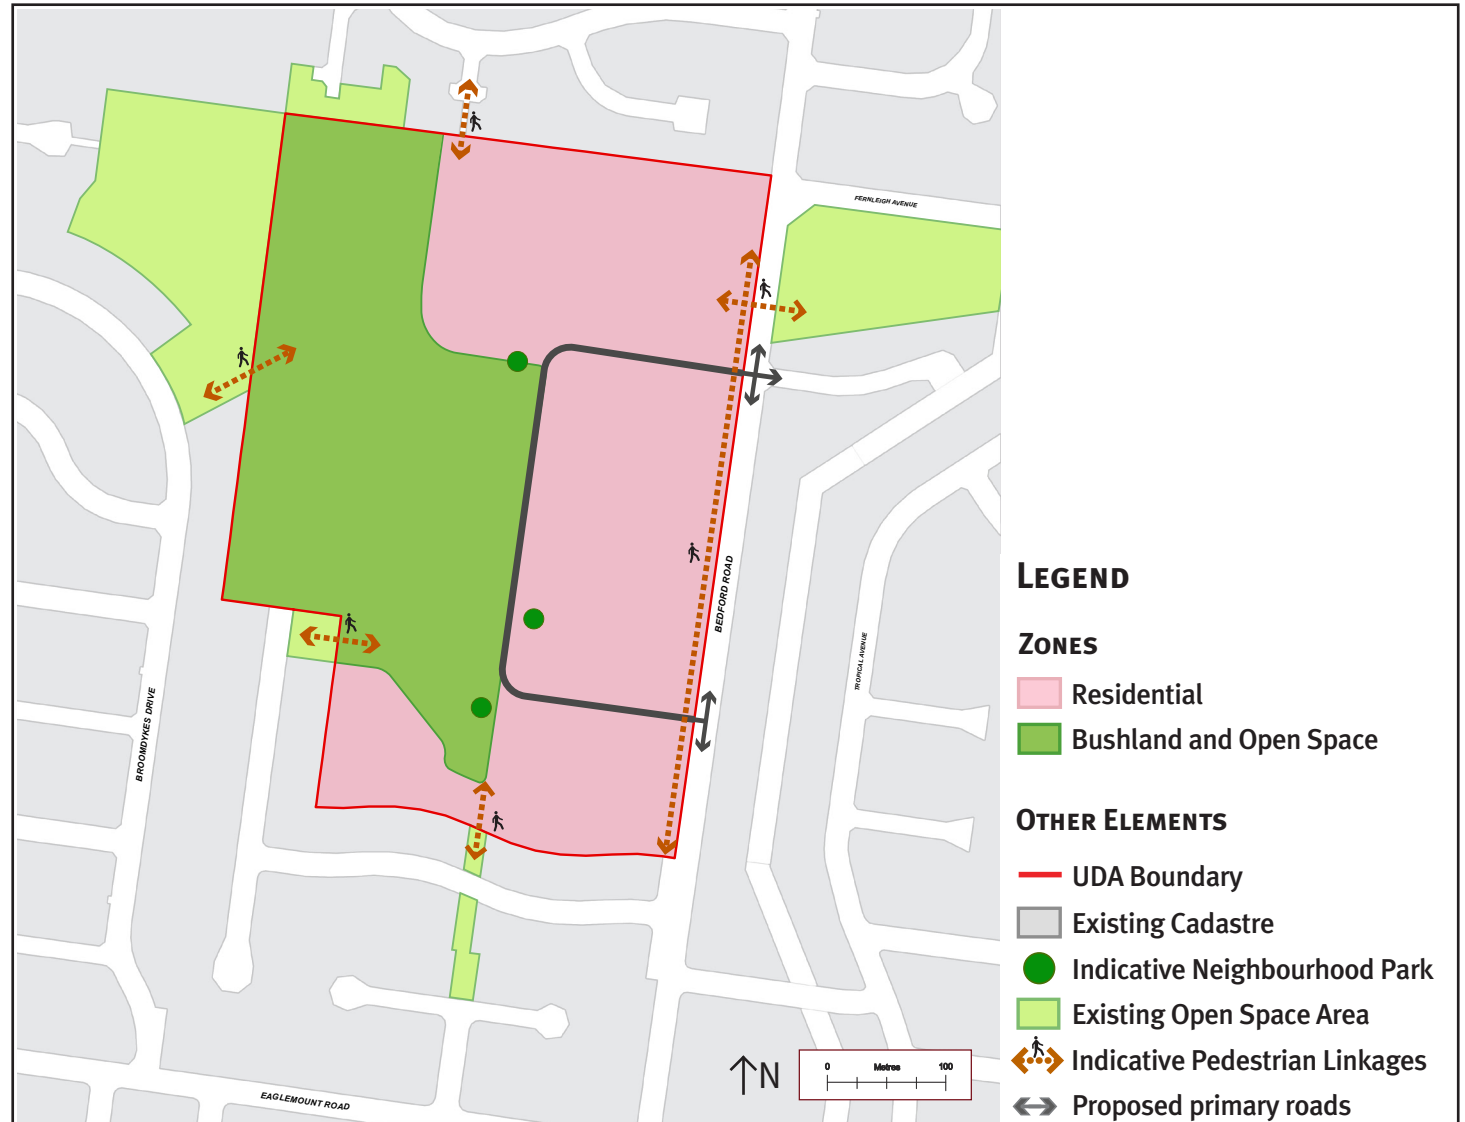 FERNLEIGH AVENUE
BEDFORD ROAD
TROPICAL AVENUE
BROOMDYKES DRIVE
EAGLEMOUNT ROAD
N
0 Metres 100
LEGEND
ZONES
Residential
Bushland and Open Space
OTHER ELEMENTS
UDA Boundary
Existing Cadastre
Indicative Neighbourhood Park
Existing Open Space Area
Indicative Pedestrian Linkages
Proposed primary roads